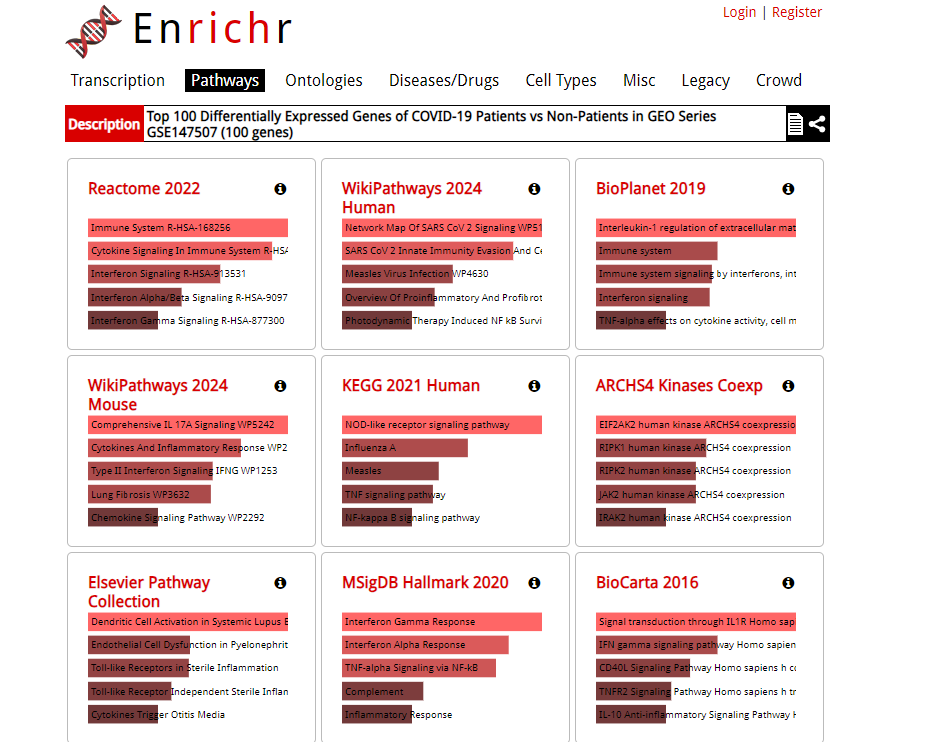 Enrichr
Login | Register
Transcription Pathways Ontologies Diseases/Drugs Cell Types Misc Legacy Crowd
Description
Top 100 Differentially Expressed Genes of COVID-19 Patients vs Non-Patients in GEO Series
GSE147507 (100 genes)
Reactome 2022
Immune System R-HSA-168256
Cytokine Signaling In Immune System R-HSA
Interferon Signaling R-HSA-913531
Interferon Alpha/Beta Signaling R-HSA-9097
Interferon Gamma Signaling R-HSA-877300
WikiPathways 2024
Human
Network Map Of SARS CoV 2 Signaling WP51
SARS CoV 2 Innate Immunity Evasion And Ce
Measles Virus Infection WP4630
Overview Of Proinflammatory And Profibrot
Photodynamic Therapy Induced NF kB Survi
BioPlanet 2019
Interleukin-1 regulation of extracellular mat
Immune system
Immune system signaling by interferons, int
Interferon signaling
TNF-alpha effects on cytokine activity, cell m
WikiPathways 2024
Mouse
Comprehensive IL 17A Signaling WP5242
Cytokines And Inflammatory Response WP2
Type II Interferon Signaling IFNG WP1253
Lung Fibrosis WP3632
Chemokine Signaling Pathway WP2292
KEGG 2021 Human
NOD-like receptor signaling pathway
Influenza A
Measles
TNF signaling pathway
NF-kappa B signaling pathway
ARCHS4 Kinases Coexp
EIF2AK2 human kinase ARCHS4 coexpressio
RIPK1 human kinase ARCHS4 coexpression
RIPK2 human kinase ARCHS4 coexpression
JAK2 human kinase ARCHS4 coexpression
IRAK2 human kinase ARCHS4 coexpression
Elsevier Pathway
Collection
Dendritic Cell Activation in Systemic Lupus E
Endothelial Cell Dysfunction in Pyelonephrit
Toll-like Receptors in Sterile Inflammation
Toll-like Receptor Independent Sterile Inflan
Cytokines Trigger Otitis Media
MSigDB Hallmark 2020
Interferon Gamma Response
Interferon Alpha Response
TNF-alpha Signaling via NF-kB
Complement
Inflammatory Response
BioCarta 2016
Signal transduction through IL1R Homo sap
IFN gamma signaling pathway Homo sapien
CD40L Signaling Pathway Homo sapiens h c
TNFR2 Signaling Pathway Homo sapiens h tr
IL-10 Anti-inflammatory Signaling Pathway H